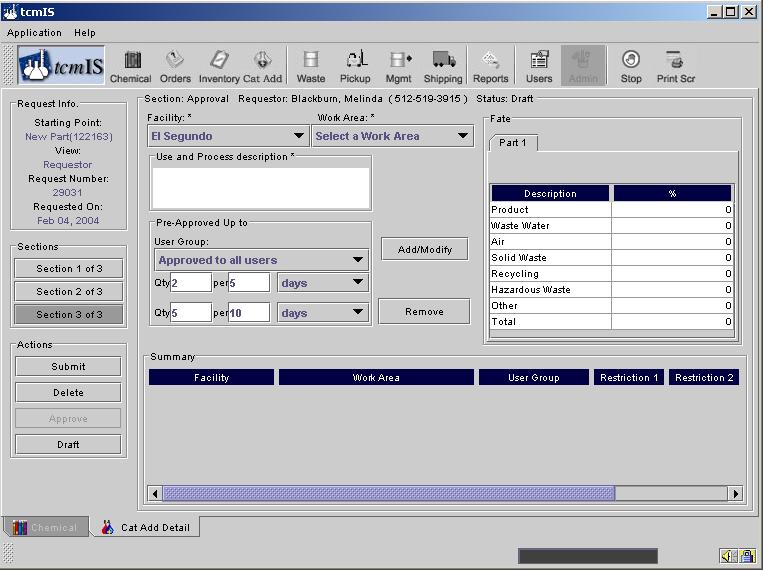 tcmIS
Application Help
tcmIS
Chemical Orders Inventory Cat Add Waste Pickup Mgmt Shipping Reports Users Admin Stop Print Scr
Request Info.
Starting Point:
New Part(122163)
View:
Requestor
Request Number:
29031
Requested On:
Feb 04, 2004
Sections
Section 1 of 3
Section 2 of 3
Section 3 of 3
Actions
Submit
Delete
Approve
Draft
Section: Approval Requestor: Blackburn, Melinda ( 512-519-3915 ) Status: Draft
Facility: * Work Area: *
El Segundo Select a Work Area
Use and Process description *
Pre-Approved Up to
User Group:
Approved to all users
Qty 2 per 5 days
Qty 5 per 10 days
Add/Modify
Remove
Fate
Part 1
Description %
Product 0
Waste Water 0
Air 0
Solid Waste 0
Recycling 0
Hazardous Waste 0
Other 0
Total 0
Summary
Facility Work Area User Group Restriction 1 Restriction 2
Chemical Cat Add Detail